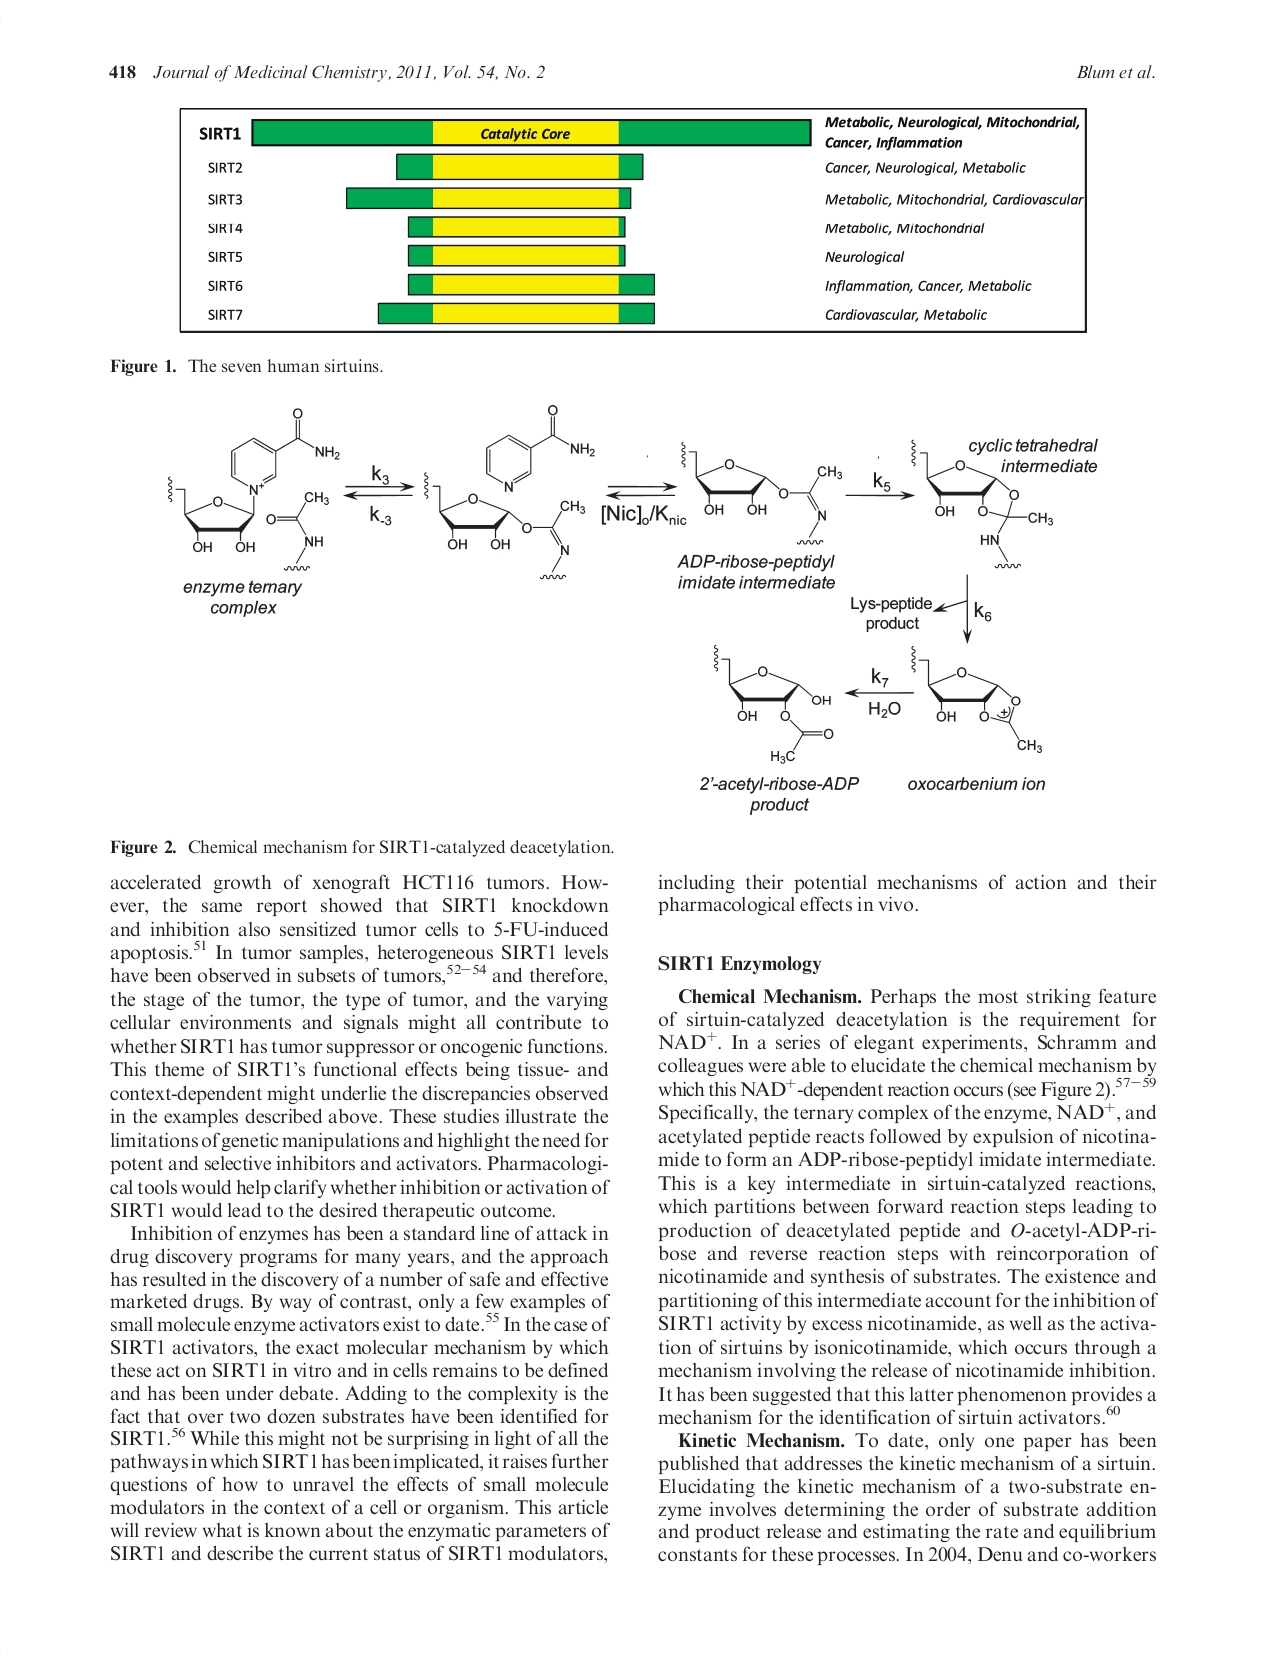 418 Journal of Medicinal Chemistry, 2011, Vol. 54, No. 2
Blum et al.
SIRT1 Catalytic Core Metabolic, Neurological, Mitochondrial,
Cancer, Inflammation
SIRT2 Cancer, Neurological, Metabolic
SIRT3 Metabolic, Mitochondrial, Cardiovascular
SIRT4 Metabolic, Mitochondrial
SIRT5 Neurological
SIRT6 Inflammation, Cancer, Metabolic
SIRT7 Cardiovascular, Metabolic
Figure 1. The seven human sirtuins.
O
NH2
N+
O
CH3
O
NH
OH
OH
enzyme ternary
complex
k3
k-3
O
NH2
N
O
CH3
O
N
OH
OH
[Nic]o/Knic
O
CH3
O
N
OH
OH
ADP-ribose-peptidyl
imidate intermediate
k5
cyclic tetrahedral
intermediate
O
O
OH
O
CH3
HN
Lys-peptide
product
k6
O
O
OH
O
+
CH3
oxocarbenium ion
k7
H2O
O
OH
OH
O
O
H3C
2’-acetyl-ribose-ADP
product
Figure 2. Chemical mechanism for SIRT1-catalyzed deacetylation.
accelerated growth of xenograft HCT116 tumors. How-
ever, the same report showed that SIRT1 knockdown
and inhibition also sensitized tumor cells to 5-FU-induced
apoptosis.51 In tumor samples, heterogeneous SIRT1 levels
have been observed in subsets of tumors,52−54 and therefore,
the stage of the tumor, the type of tumor, and the varying
cellular environments and signals might all contribute to
whether SIRT1 has tumor suppressor or oncogenic functions.
This theme of SIRT1’s functional effects being tissue- and
context-dependent might underlie the discrepancies observed
in the examples described above. These studies illustrate the
limitations of genetic manipulations and highlight the need for
potent and selective inhibitors and activators. Pharmacologi-
cal tools would help clarify whether inhibition or activation of
SIRT1 would lead to the desired therapeutic outcome.
Inhibition of enzymes has been a standard line of attack in
drug discovery programs for many years, and the approach
has resulted in the discovery of a number of safe and effective
marketed drugs. By way of contrast, only a few examples of
small molecule enzyme activators exist to date.55 In the case of
SIRT1 activators, the exact molecular mechanism by which
these act on SIRT1 in vitro and in cells remains to be defined
and has been under debate. Adding to the complexity is the
fact that over two dozen substrates have been identified for
SIRT1.56 While this might not be surprising in light of all the
pathways in which SIRT1 has been implicated, it raises further
questions of how to unravel the effects of small molecule
modulators in the context of a cell or organism. This article
will review what is known about the enzymatic parameters of
SIRT1 and describe the current status of SIRT1 modulators,
including their potential mechanisms of action and their
pharmacological effects in vivo.
SIRT1 Enzymology
Chemical Mechanism. Perhaps the most striking feature
of sirtuin-catalyzed deacetylation is the requirement for
NAD+. In a series of elegant experiments, Schramm and
colleagues were able to elucidate the chemical mechanism by
which this NAD+-dependent reaction occurs (see Figure 2).57−59
Specifically, the ternary complex of the enzyme, NAD+, and
acetylated peptide reacts followed by expulsion of nicotina-
mide to form an ADP-ribose-peptidyl imidate intermediate.
This is a key intermediate in sirtuin-catalyzed reactions,
which partitions between forward reaction steps leading to
production of deacetylated peptide and O-acetyl-ADP-ri-
bose and reverse reaction steps with reincorporation of
nicotinamide and synthesis of substrates. The existence and
partitioning of this intermediate account for the inhibition of
SIRT1 activity by excess nicotinamide, as well as the activa-
tion of sirtuins by isonicotinamide, which occurs through a
mechanism involving the release of nicotinamide inhibition.
It has been suggested that this latter phenomenon provides a
mechanism for the identification of sirtuin activators.60
Kinetic Mechanism. To date, only one paper has been
published that addresses the kinetic mechanism of a sirtuin.
Elucidating the kinetic mechanism of a two-substrate en-
zyme involves determining the order of substrate addition
and product release and estimating the rate and equilibrium
constants for these processes. In 2004, Denu and co-workers